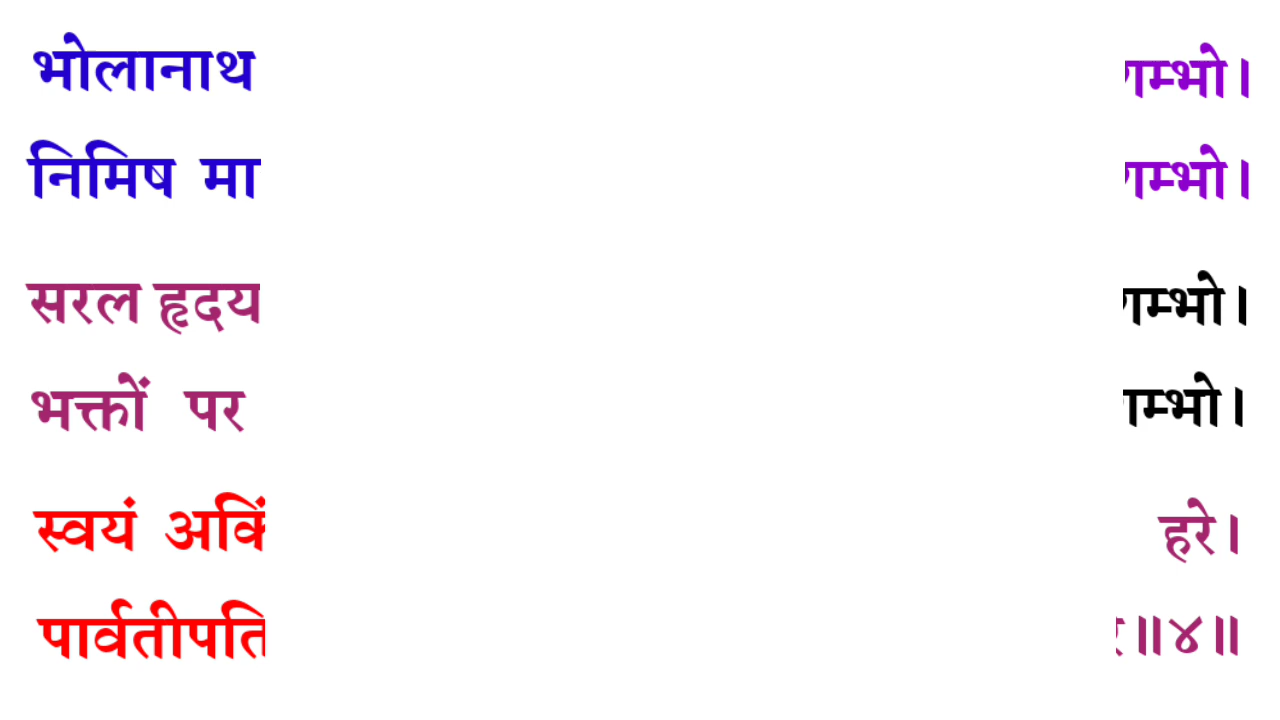 भोलानाथ म्भो।
निमिष मा म्भो।
सरल हृदय म्भो।
भक्तों पर म्भो।
स्वयं हरे।
पार्वतीपति ॥४॥